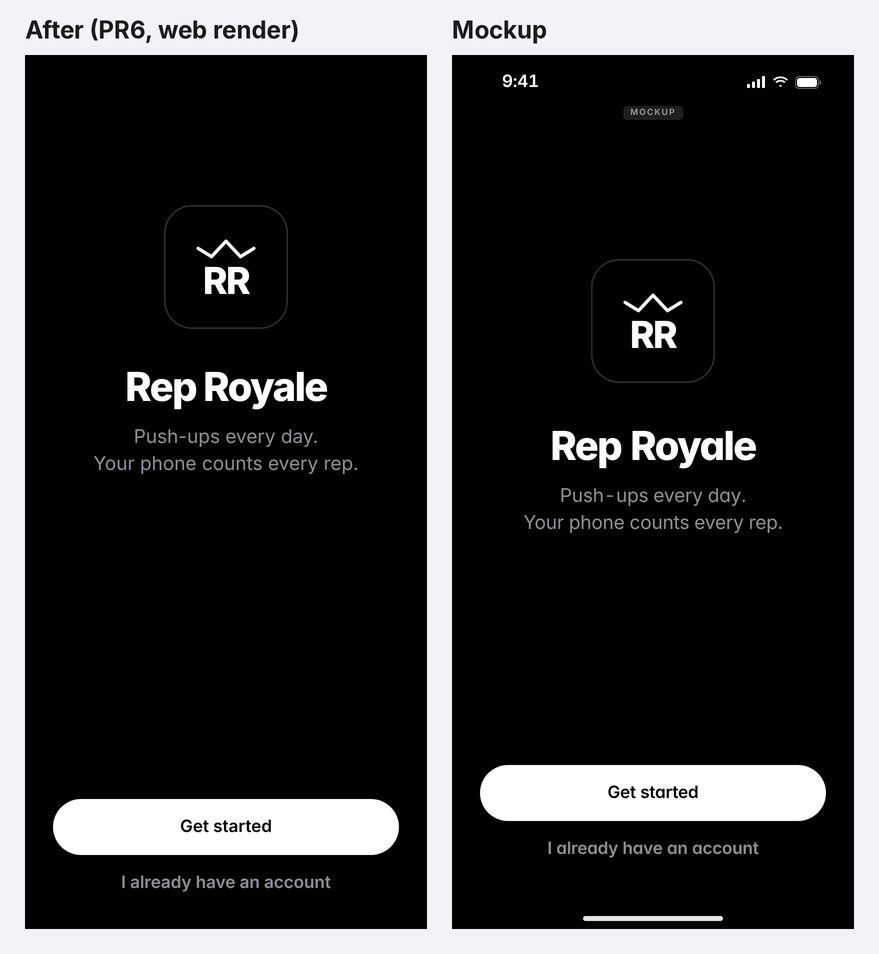 After (PR6, web render)
RR
Rep Royale
Push-ups every day.
Your phone counts every rep.
Get started
I already have an account
Mockup
9:41
MOCKUP
RR
Rep Royale
Push-ups every day.
Your phone counts every rep.
Get started
I already have an account